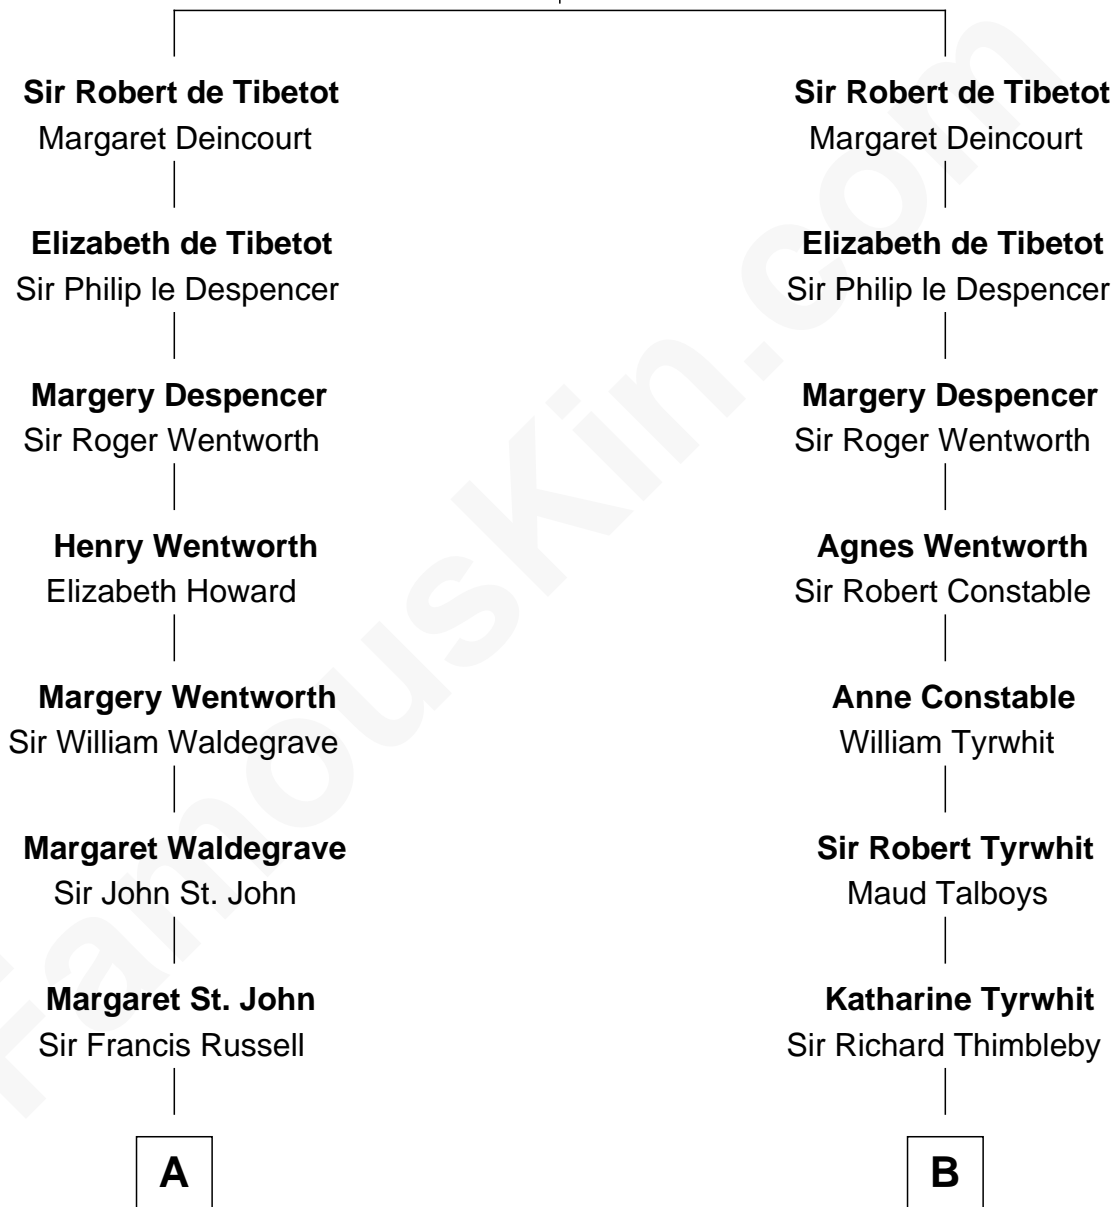 Sir Robert de Tibetot
Margaret Deincourt
Elizabeth de Tibetot
Sir Philip le Despencer
Margery Despencer
Sir Roger Wentworth
Henry Wentworth
Elizabeth Howard
Margery Wentworth
Sir William Waldegrave
Margaret Waldegrave
Sir John St. John
Margaret St. John
Sir Francis Russell
A
Sir Robert de Tibetot
Margaret Deincourt
Elizabeth de Tibetot
Sir Philip le Despencer
Margery Despencer
Sir Roger Wentworth
Agnes Wentworth
Sir Robert Constable
Anne Constable
William Tyrwhit
Sir Robert Tyrwhit
Maud Talboys
Katharine Tyrwhit
Sir Richard Thimbleby
B
FamousKin.com